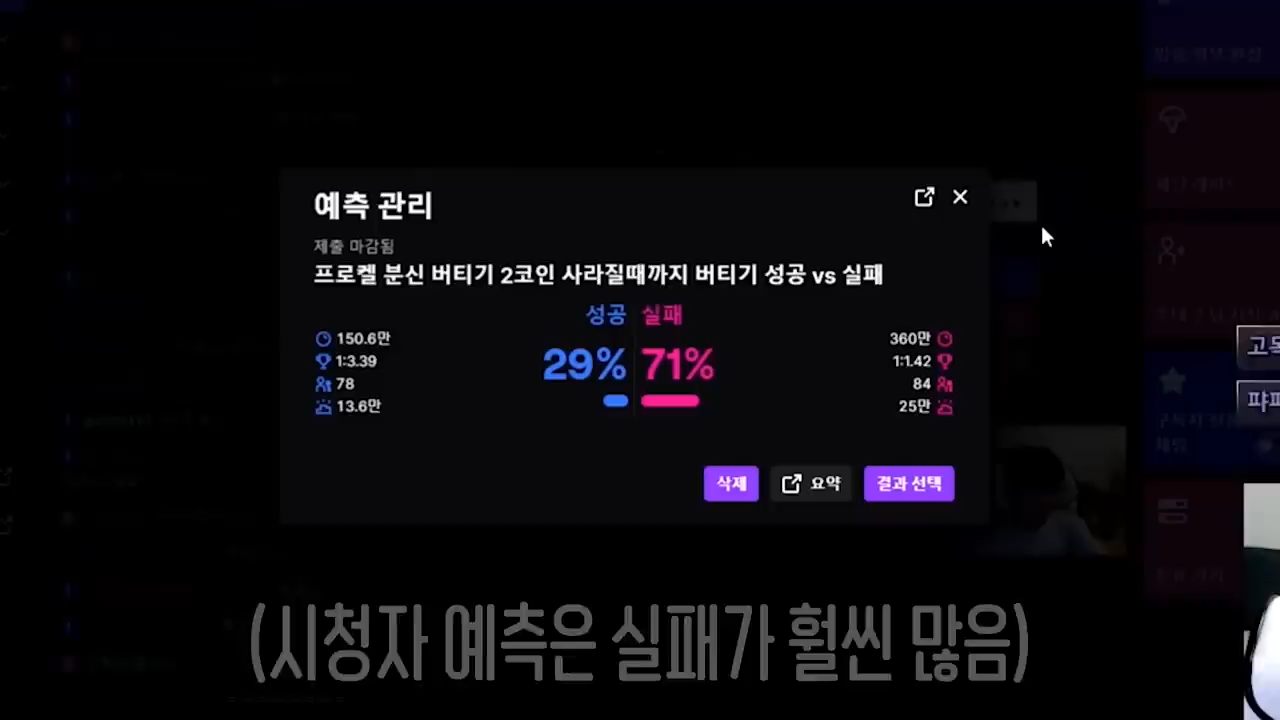 예측 관리
제출 마감됨
프로켈 분신 버티기 2코인 사라질때까지 버티기 성공 vs 실패
성공 실패
150.6만
1:3.39
78
13.6만
29% 71%
360만
1:1.42
84
25만
삭제 요약 결과 선택
(시청자 예측은 실패가 훨씬 많음)